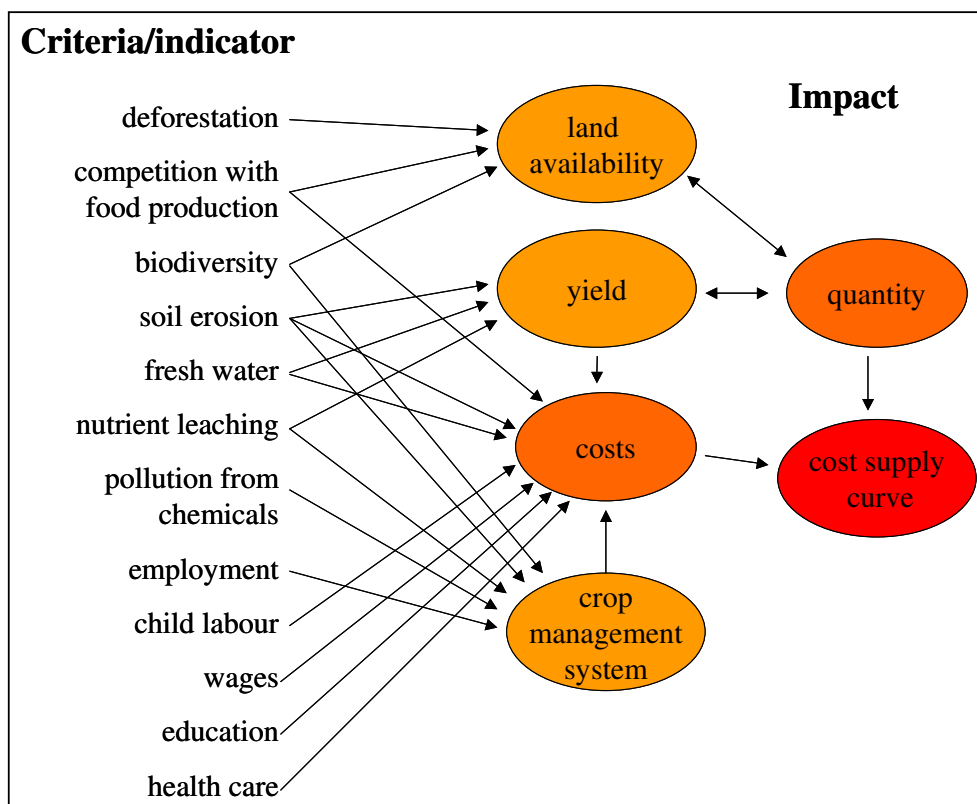 Criteria/indicator
Impact
deforestation
competition with
food production
biodiversity
soil erosion
fresh water
nutrient leaching
pollution from
chemicals
employment
child labour
wages
education
health care
land
availability
yield
costs
crop
management
system
quantity
cost supply
curve